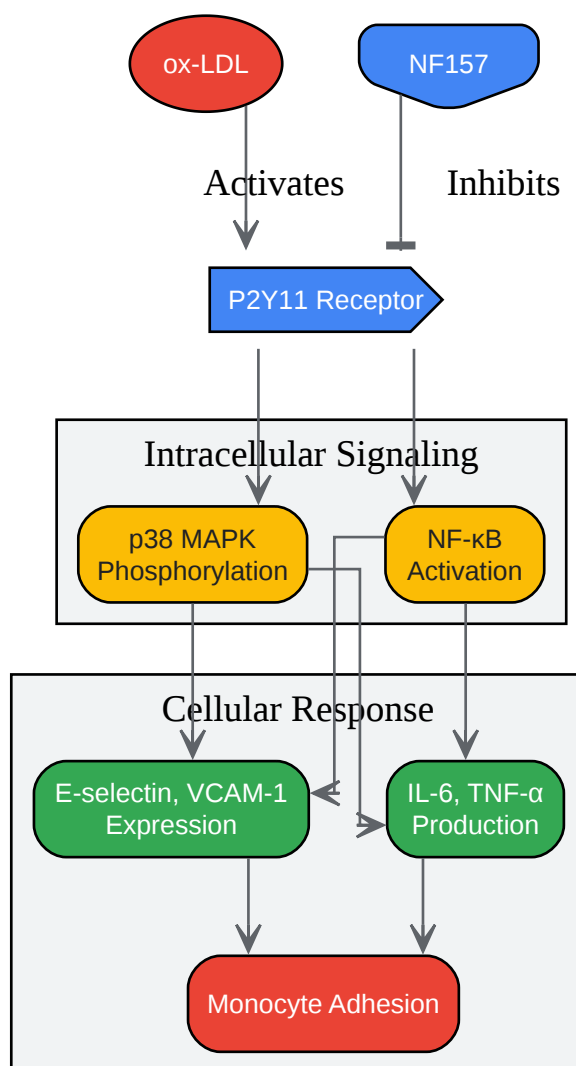 ox-LDL
NF157
Activates
Inhibits
P2Y11 Receptor
Intracellular Signaling
p38 MAPK
Phosphorylation
NF-κB
Activation
Cellular Response
E-selectin, VCAM-1
Expression
IL-6, TNF-α
Production
Monocyte Adhesion